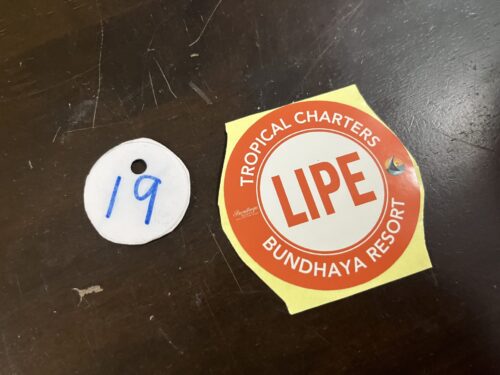 19
TROPICAL CHARTERS
LIPE
BUNDHAYA RESORT